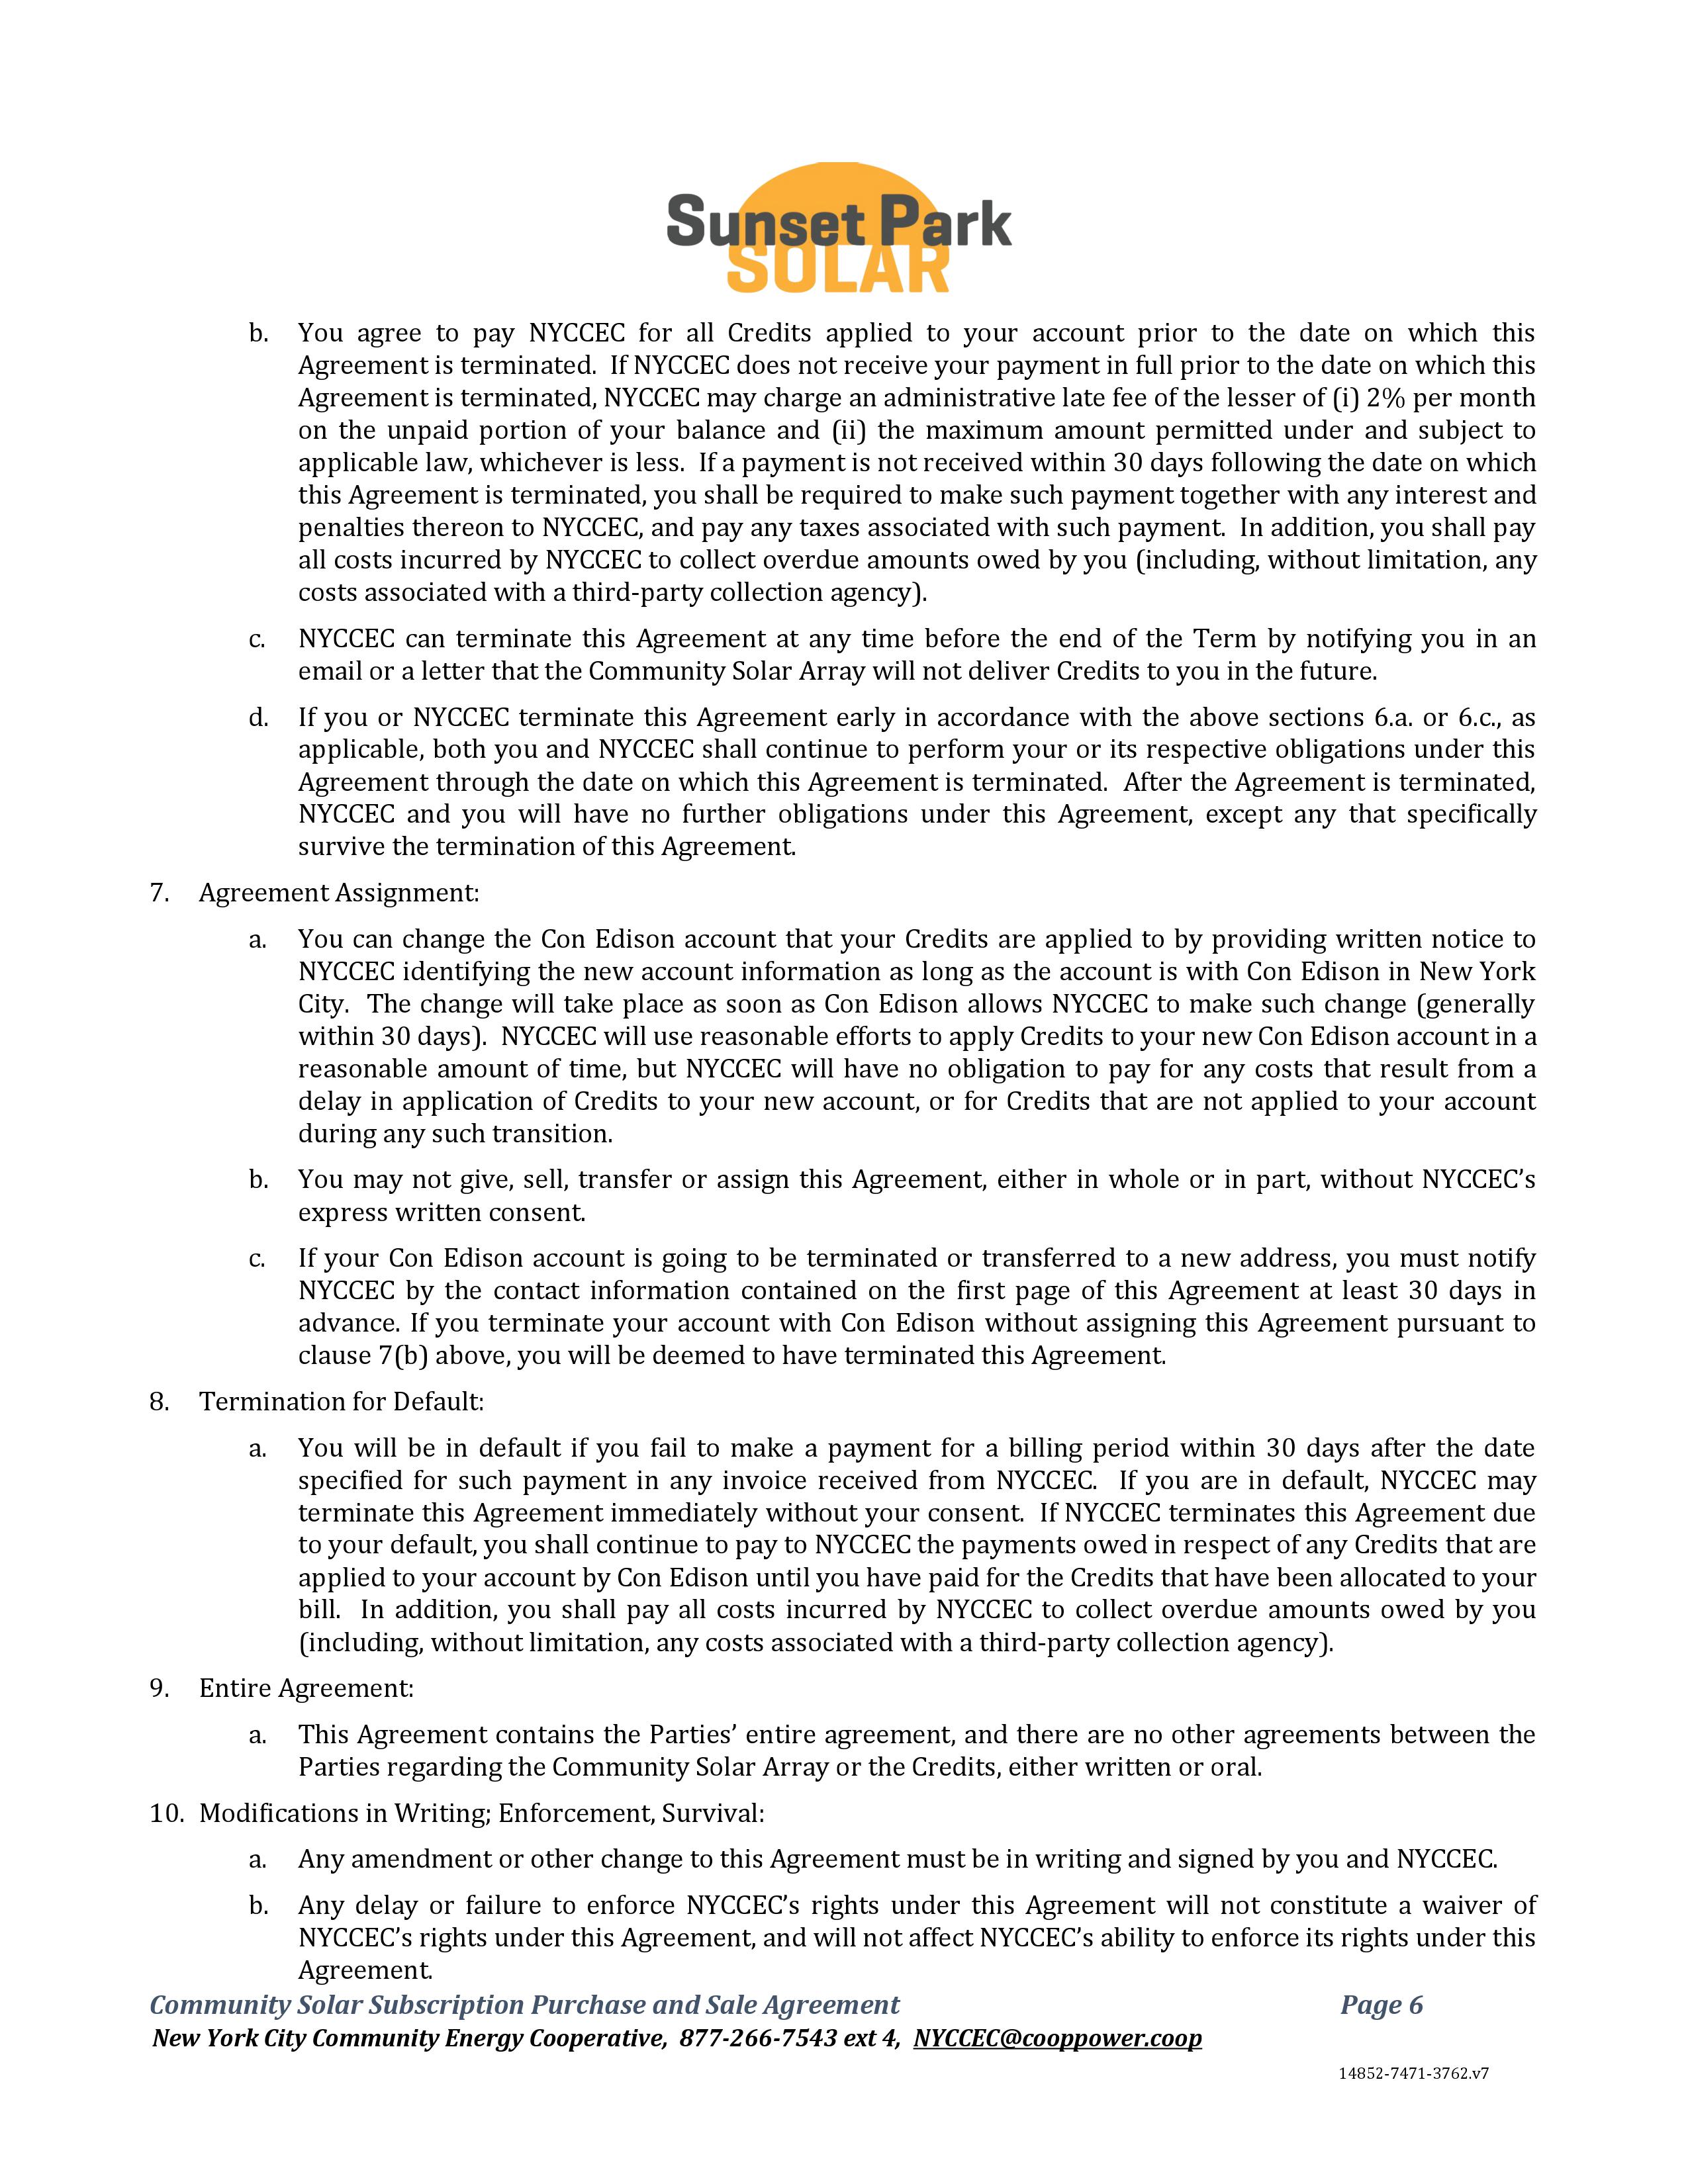 Sunset Park
SOLAR
b. You agree to pay NYCCEC for all Credits applied to your account prior to the date on which this
Agreement is terminated. If NYCCEC does not receive your payment in full prior to the date on which this
Agreement is terminated, NYCCEC may charge an administrative late fee of the lesser of (i) 2% per month
on the unpaid portion of your balance and (ii) the maximum amount permitted under and subject to
applicable law, whichever is less. If a payment is not received within 30 days following the date on which
this Agreement is terminated, you shall be required to make such payment together with any interest and
penalties thereon to NYCCEC, and pay any taxes associated with such payment. In addition, you shall pay
all costs incurred by NYCCEC to collect overdue amounts owed by you (including, without limitation, any
costs associated with a third-party collection agency).
c. NYCCEC can terminate this Agreement at any time before the end of the Term by notifying you in an
email or a letter that the Community Solar Array will not deliver Credits to you in the future.
d. If you or NYCCEC terminate this Agreement early in accordance with the above sections 6.a. or 6.c., as
applicable, both you and NYCCEC shall continue to perform your or its respective obligations under this
Agreement through the date on which this Agreement is terminated. After the Agreement is terminated,
NYCCEC and you will have no further obligations under this Agreement, except any that specifically
survive the termination of this Agreement.
7. Agreement Assignment:
a. You can change the Con Edison account that your Credits are applied to by providing written notice to
NYCCEC identifying the new account information as long as the account is with Con Edison in New York
City. The change will take place as soon as Con Edison allows NYCCEC to make such change (generally
within 30 days). NYCCEC will use reasonable efforts to apply Credits to your new Con Edison account in a
reasonable amount of time, but NYCCEC will have no obligation to pay for any costs that result from a
delay in application of Credits to your new account, or for Credits that are not applied to your account
during any such transition.
b. You may not give, sell, transfer or assign this Agreement, either in whole or in part, without NYCCEC’s
express written consent.
c. If your Con Edison account is going to be terminated or transferred to a new address, you must notify
NYCCEC by the contact information contained on the first page of this Agreement at least 30 days in
advance. If you terminate your account with Con Edison without assigning this Agreement pursuant to
clause 7(b) above, you will be deemed to have terminated this Agreement.
8. Termination for Default:
a. You will be in default if you fail to make a payment for a billing period within 30 days after the date
specified for such payment in any invoice received from NYCCEC. If you are in default, NYCCEC may
terminate this Agreement immediately without your consent. If NYCCEC terminates this Agreement due
to your default, you shall continue to pay to NYCCEC the payments owed in respect of any Credits that are
applied to your account by Con Edison until you have paid for the Credits that have been allocated to your
bill. In addition, you shall pay all costs incurred by NYCCEC to collect overdue amounts owed by you
(including, without limitation, any costs associated with a third-party collection agency).
9. Entire Agreement:
a. This Agreement contains the Parties’ entire agreement, and there are no other agreements between the
Parties regarding the Community Solar Array or the Credits, either written or oral.
10. Modifications in Writing; Enforcement, Survival:
a. Any amendment or other change to this Agreement must be in writing and signed by you and NYCCEC.
b. Any delay or failure to enforce NYCCEC’s rights under this Agreement will not constitute a waiver of
NYCCEC’s rights under this Agreement, and will not affect NYCCEC’s ability to enforce its rights under this
Agreement.
Community Solar Subscription Purchase and Sale Agreement Page 6
New York City Community Energy Cooperative, 877-266-7543 ext 4, NYCCEC@cooppower.coop
14852-7471-3762.v7